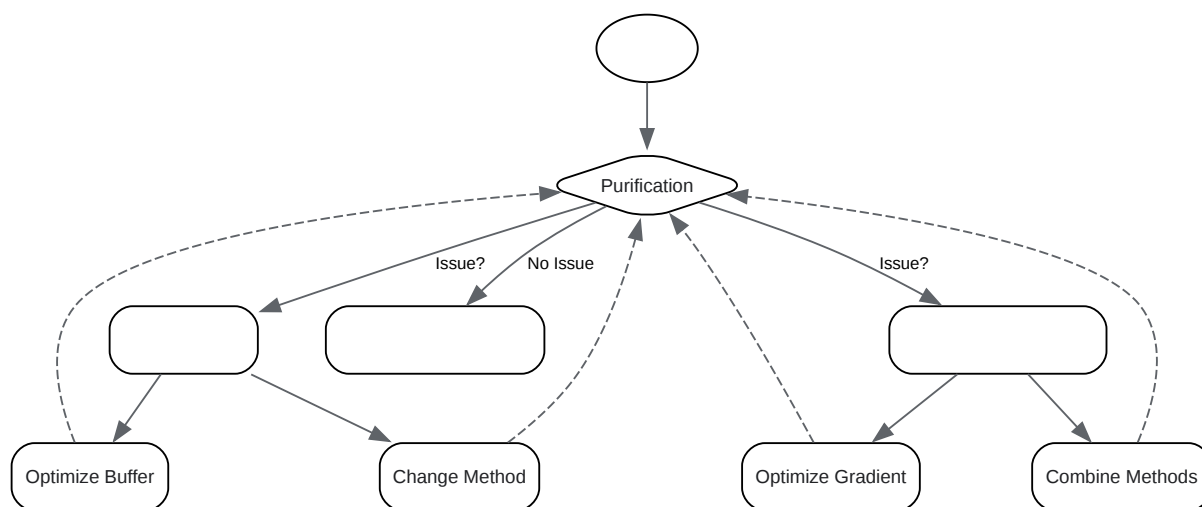 Purification
Issue?
No Issue
Issue?
Optimize Buffer
Change Method
Optimize Gradient
Combine Methods